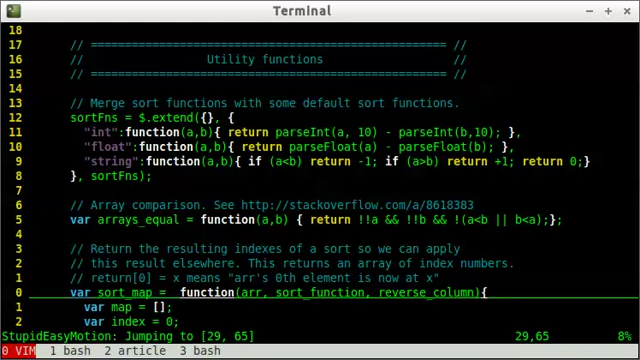 Terminal
18
17 // ======================================================= //
16 // Utility functions //
15 // ======================================================= //
14
13 // Merge sort functions with some default sort functions.
12 sortFns = $.extend({}, {
11 "int":function(a,b){ return parseInt(a, 10) - parseInt(b,10); },
10 "float":function(a,b){ return parseFloat(a) - parseFloat(b); },
9 "string":function(a,b){ if (a<b) return -1; if (a>b) return +1; return 0;}
8 }, sortFns);
7
6 // Array comparison. See http://stackoverflow.com/a/8618383
5 var arrays_equal = function(a,b) { return !!a && !!b && !(a<b || b<a);};
4
3 // Return the resulting indexes of a sort so we can apply
2 // this result elsewhere. This returns an array of index numbers.
1 // return[0] = x means "arr's 0th element is now at x"
0 var sort_map =  function(arr, sort_function, reverse_column){
1 var map = [];
2 var index = 0;
StupidEasyMotion: Jumping to [29, 65] 29,65 8%
0 VIM 1 bash 2 article 3 bash